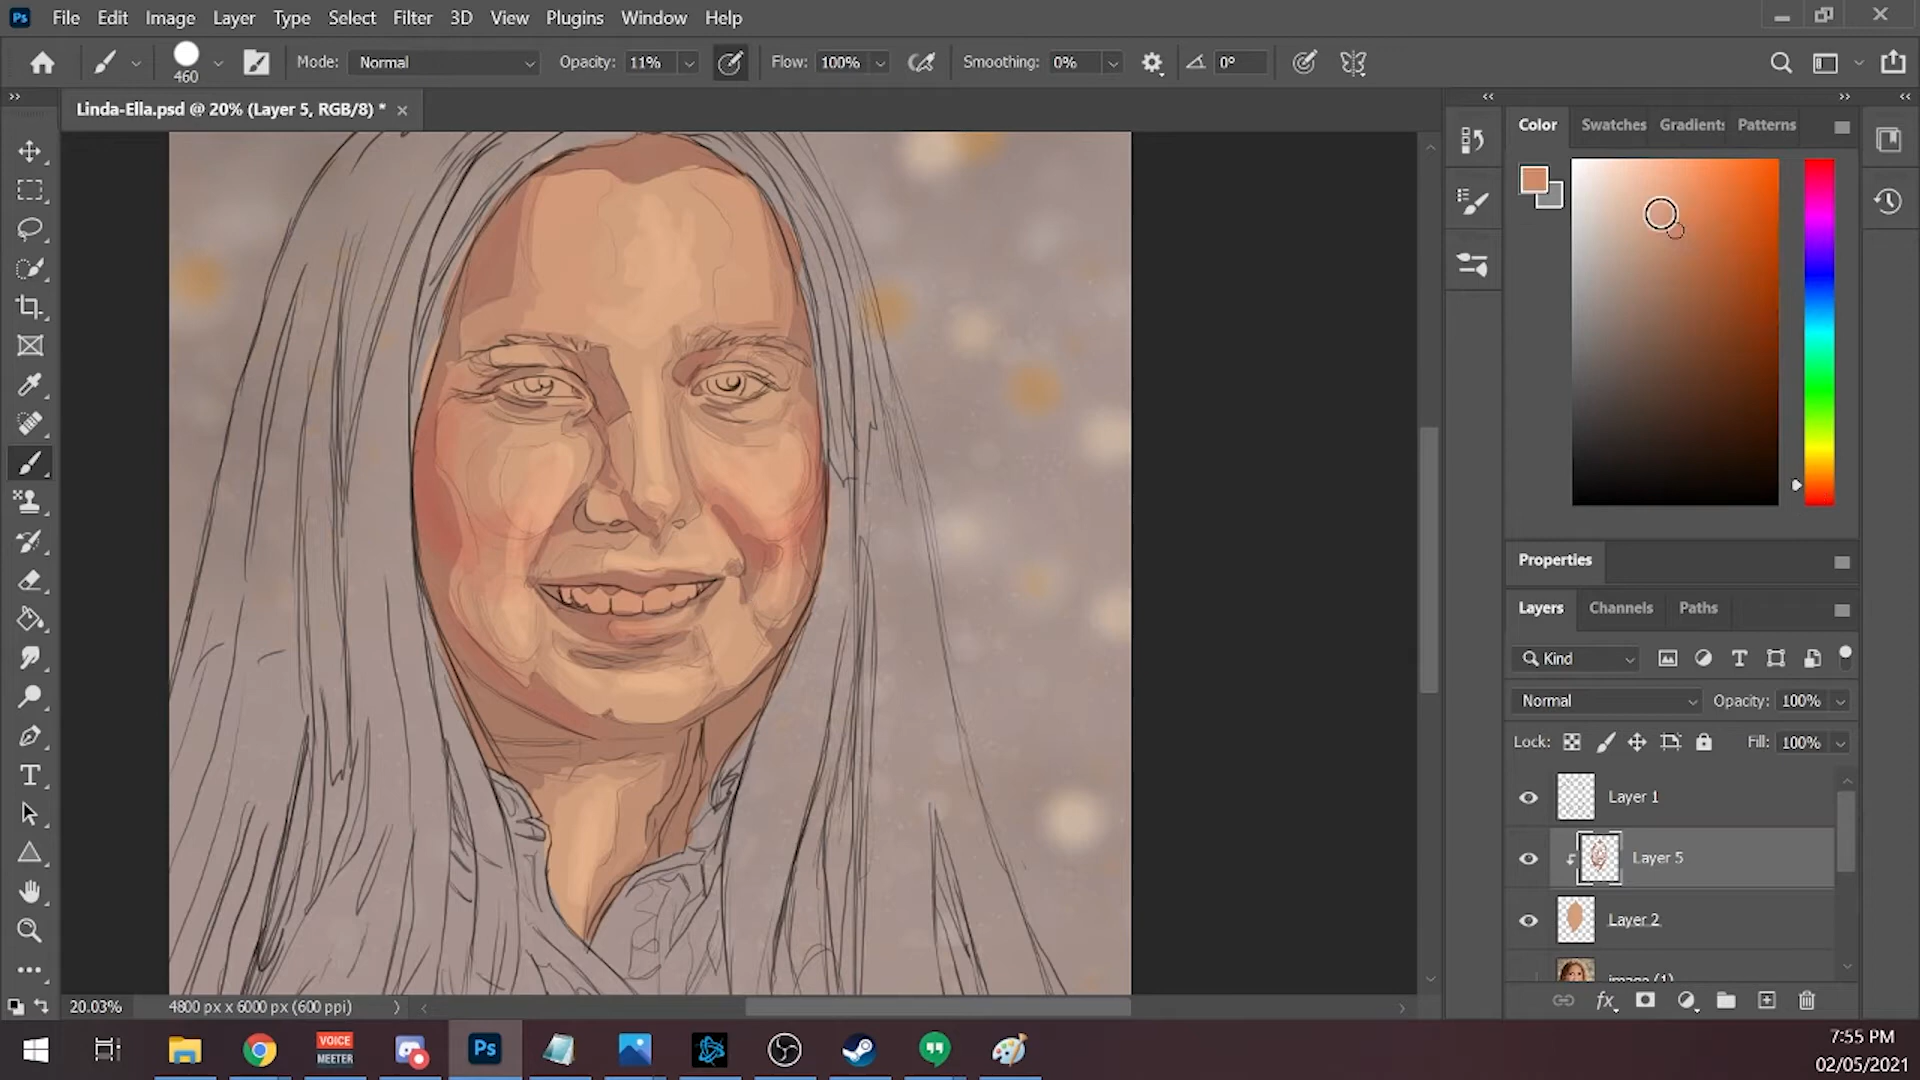 Ps File Edit Image Layer Type Select Filter 3D View Plugins Window Help
460 Mode: Normal Opacity: 11% Flow: 100% Smoothing: 0% 0°
Linda-Ella.psd @ 20% (Layer 5, RGB/8) *
Color Swatches Gradients Patterns
Properties
Layers Channels Paths
Kind
Normal Opacity: 100%
Lock: Fill: 100%
Layer 1
Layer 5
Layer 2
image (1)
20.03% 4800 px x 6000 px (600 ppi)
VOICE
MEETER
Ps
7:55 PM
02/05/2021